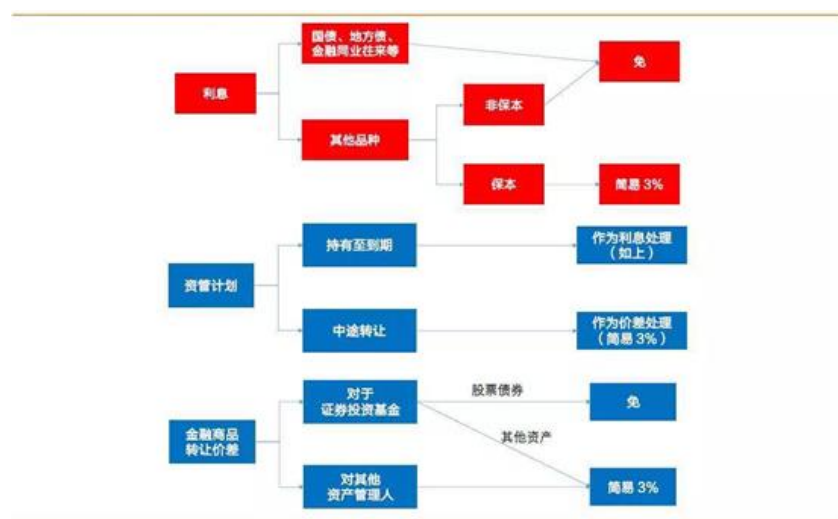 国债、地方债、
金融同业往来等
免
利息
非保本
其他品种
保本
简易 3%
持有至到期
作为利息处理
（如上）
资管计划
中途转让
作为价差处理
（简易 3%）
对于
证券投资基金
股票债券
免
其他资产
金融商品
转让价差
对其他
资产管理人
简易 3%